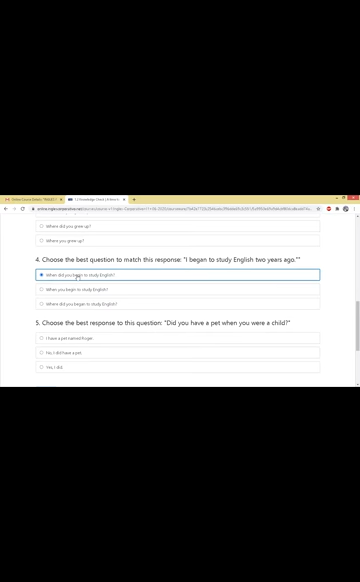 Where did you grew up?
Where you grew up?
4. Choose the best question to match this response: "I began to study English two years ago.""
When did you begin to study English?
When you begin to study English?
Where did you began to study English?
5. Choose the best response to this question: "Did you have a pet when you were a child?"
I have a pet named Roger.
No, I did have a pet.
Yes, I did.